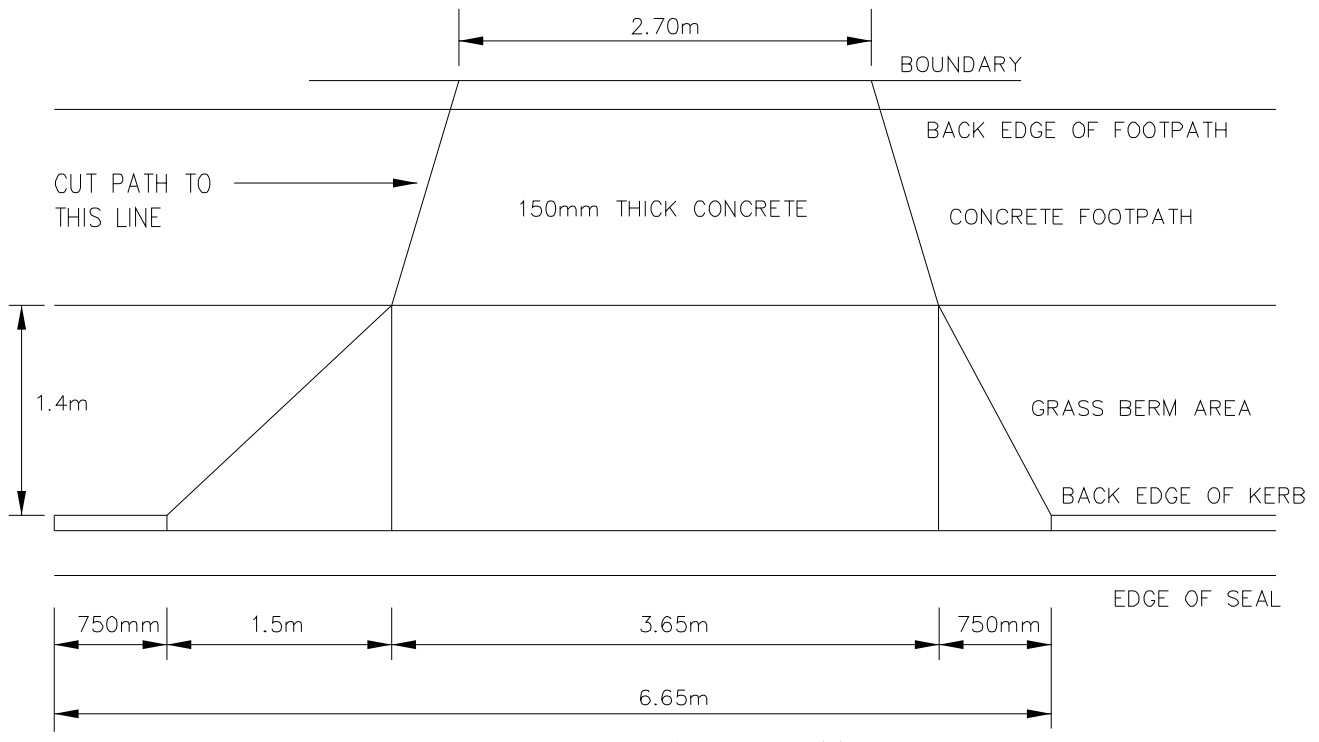 2.70m
BOUNDARY
BACK EDGE OF FOOTPATH
CUT PATH TO
THIS LINE
150mm THICK CONCRETE
CONCRETE FOOTPATH
1.4m
GRASS BERM AREA
BACK EDGE OF KERB
EDGE OF SEAL
750mm
1.5m
3.65m
750mm
6.65m